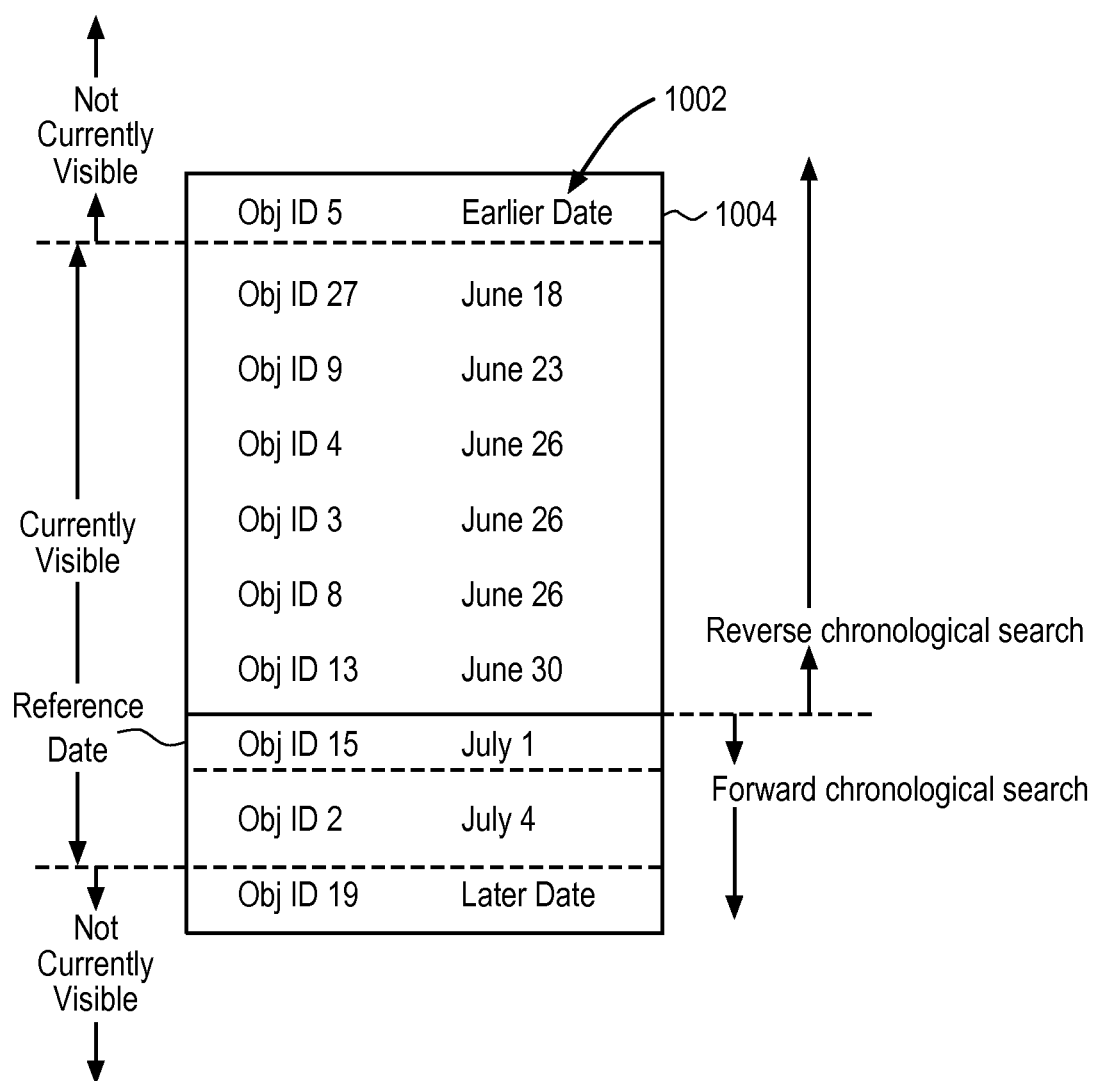 Not
Currently
Visible
1002
Obj ID 5 Earlier Date
1004
Obj ID 27 June 18
Obj ID 9 June 23
Obj ID 4 June 26
Obj ID 3 June 26
Currently
Visible
Obj ID 8 June 26
Reverse chronological search
Obj ID 13 June 30
Reference
Date
Obj ID 15 July 1
Forward chronological search
Obj ID 2 July 4
Obj ID 19 Later Date
Not
Currently
Visible